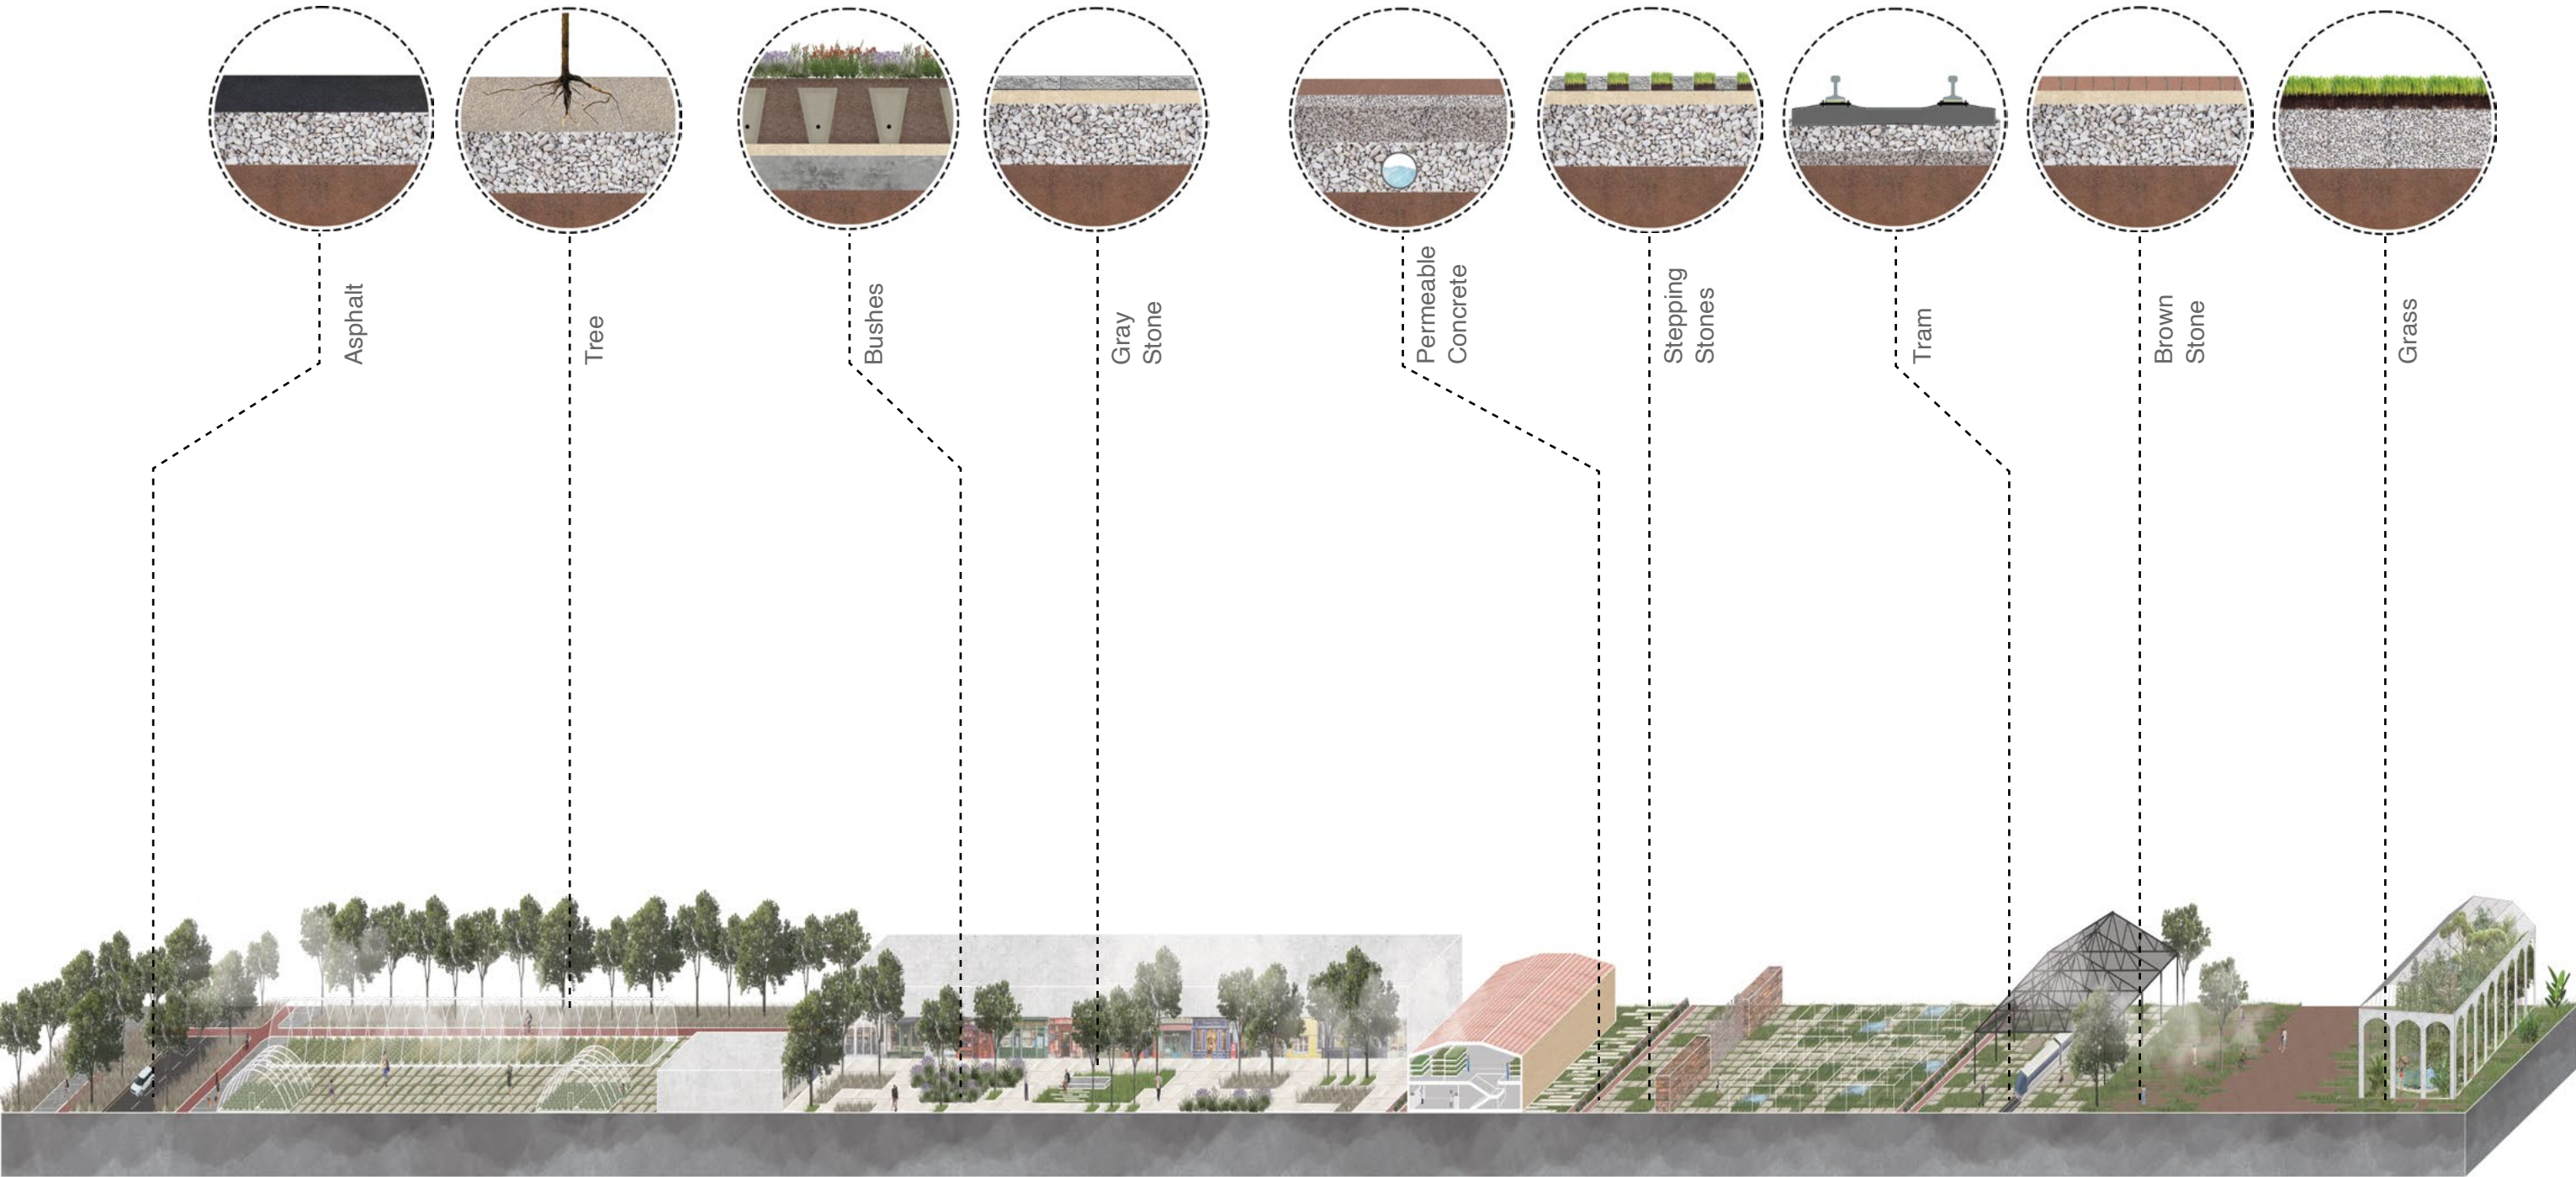 Asphalt
Tree
Bushes
Gray
Stone
Permeable
Concrete
Stepping
Stones
Tram
Brown
Stone
Grass